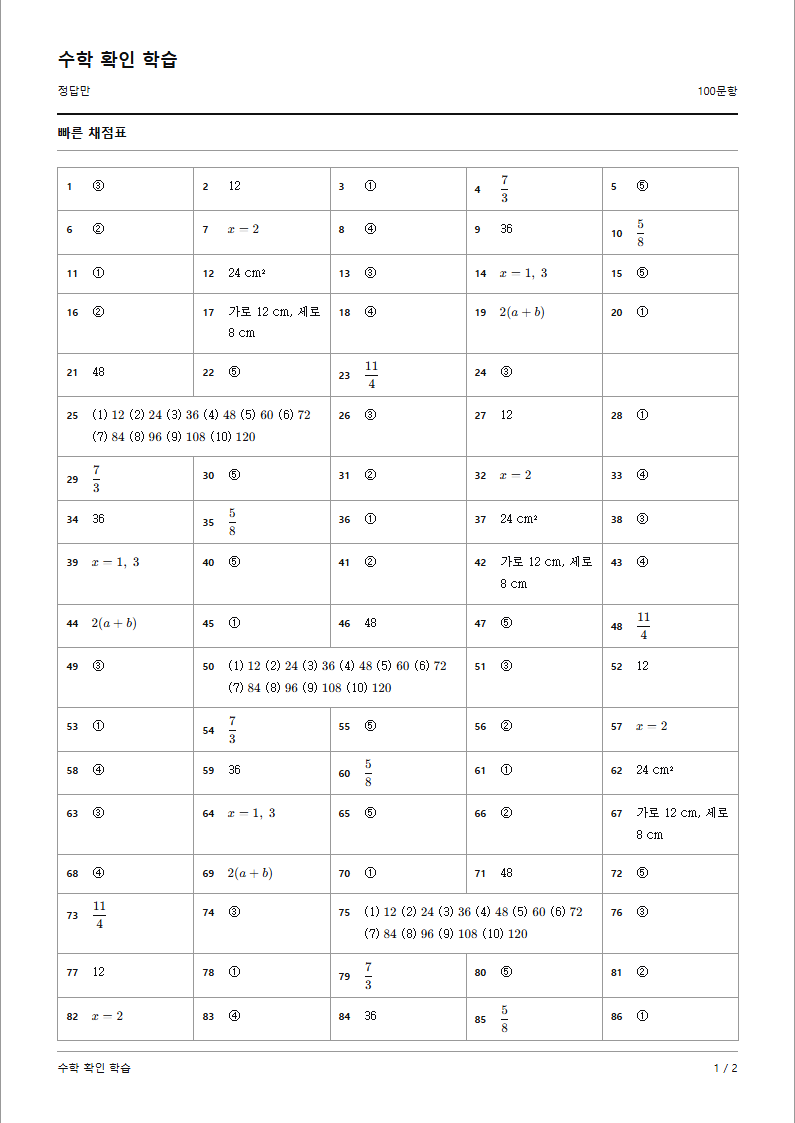 수학 확인 학습
정답만 100문항
빠른 채점표
1 ③ 2 12 3 ① 4 7/3 5 ⑤
6 ② 7 x = 2 8 ④ 9 36 10 5/8
11 ① 12 24 cm² 13 ③ 14 x = 1, 3 15 ⑤
16 ② 17 가로 12 cm, 세로 18 ④ 19 2(a + b) 20 ①
8 cm
21 48 22 ⑤ 23 11/4 24 ③
25 (1) 12 (2) 24 (3) 36 (4) 48 (5) 60 (6) 72 26 ③ 27 12 28 ①
(7) 84 (8) 96 (9) 108 (10) 120
29 7/3 30 ⑤ 31 ② 32 x = 2 33 ④
34 36 35 5/8 36 ① 37 24 cm² 38 ③
39 x = 1, 3 40 ⑤ 41 ② 42 가로 12 cm, 세로 43 ④
8 cm
44 2(a + b) 45 ① 46 48 47 ⑤ 48 11/4
49 ③ 50 (1) 12 (2) 24 (3) 36 (4) 48 (5) 60 (6) 72 51 ③ 52 12
(7) 84 (8) 96 (9) 108 (10) 120
53 ① 54 7/3 55 ⑤ 56 ② 57 x = 2
58 ④ 59 36 60 5/8 61 ① 62 24 cm²
63 ③ 64 x = 1, 3 65 ⑤ 66 ② 67 가로 12 cm, 세로
8 cm
68 ④ 69 2(a + b) 70 ① 71 48 72 ⑤
73 11/4 74 ③ 75 (1) 12 (2) 24 (3) 36 (4) 48 (5) 60 (6) 72 76 ③
(7) 84 (8) 96 (9) 108 (10) 120
77 12 78 ① 79 7/3 80 ⑤ 81 ②
82 x = 2 83 ④ 84 36 85 5/8 86 ①
수학 확인 학습 1 / 2